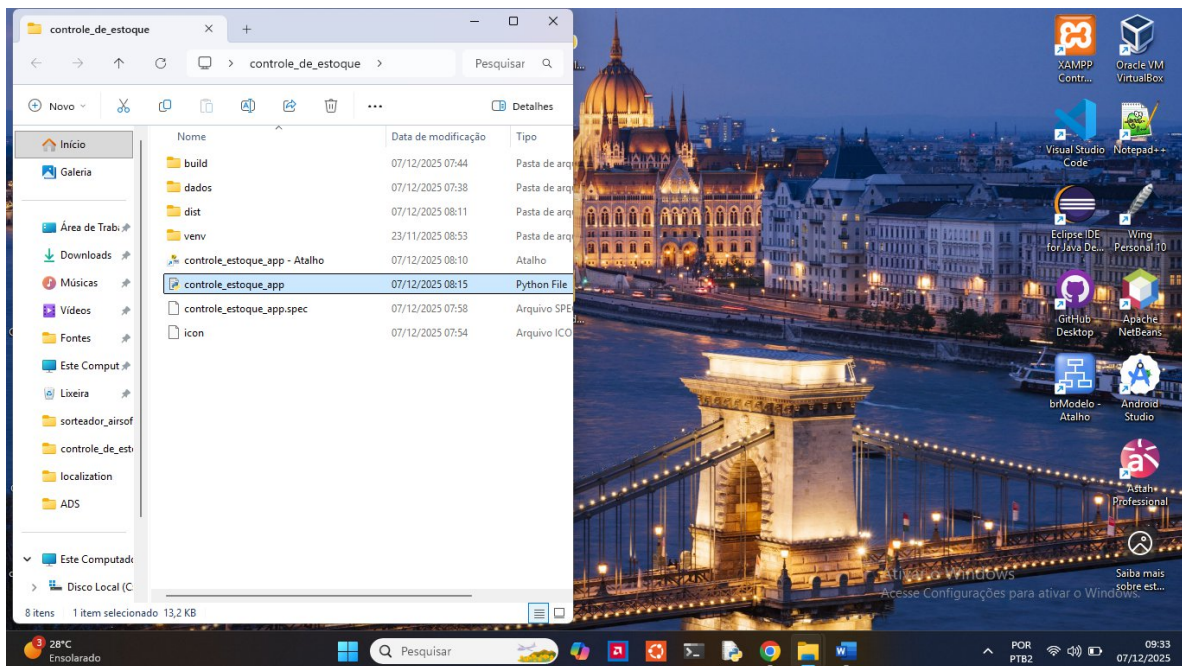 controle_de_estoque
controle_de_estoque
Pesquisar
Novo
Detalhes
Início
Galeria
Área de Trab
Downloads
Músicas
Vídeos
Fontes
Este Comput
Lixeira
sorteador_airsof
controle_de_est
localization
ADS
Este Computad
Disco Local (C
Nome Data de modificação Tipo
build 07/12/2025 07:44 Pasta de arq
dados 07/12/2025 07:38 Pasta de arq
dist 07/12/2025 08:11 Pasta de arq
venv 23/11/2025 08:53 Pasta de arq
controle_estoque_app - Atalho 07/12/2025 08:10 Atalho
controle_estoque_app 07/12/2025 08:15 Python File
controle_estoque_app.spec 07/12/2025 07:58 Arquivo SPE
icon 07/12/2025 07:54 Arquivo ICO
8 itens 1 item selecionado 13,2 KB
XAMPP
Contr...
Oracle VM
VirtualBox
Visual Studio
Code
Notepad++
Eclipse IDE
for Java De...
Wing
Personal 10
GitHub
Desktop
Apache
NetBeans
brModelo -
Atalho
Android
Studio
Astah
Professional
Saiba mais
sobre est...
Ativar o Windows
Acesse Configurações para ativar o Windows.
3
28°C
Ensolarado
Pesquisar
POR
PTB2
09:33
07/12/2025